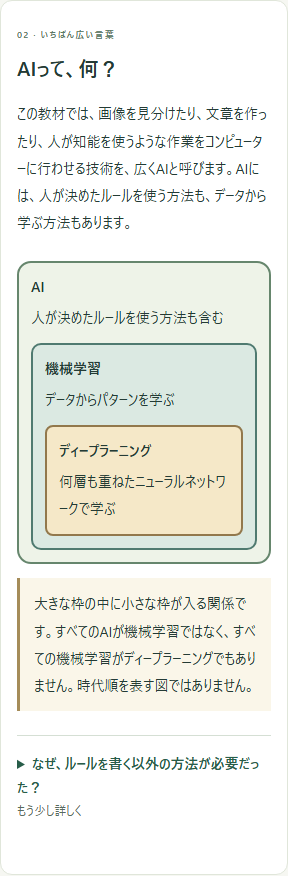 02 · いちばん広い言葉
AIって、何？
この教材では、画像を見分けたり、文章を作っ
たり、人が知能を使うような作業をコンピュータ
ーに行わせる技術を、広くAIと呼びます。AIに
は、人が決めたルールを使う方法も、データから
学ぶ方法もあります。
AI
人が決めたルールを使う方法も含む
機械学習
データからパターンを学ぶ
ディープラーニング
何層も重ねたニューラルネットワ
ークで学ぶ
大きな枠の中に小さな枠が入る関係で
す。すべてのAIが機械学習ではなく、すべ
ての機械学習がディープラーニングでもあり
ません。時代順を表す図ではありません。
▶ なぜ、ルールを書く以外の方法が必要だっ
た？
もう少し詳しく